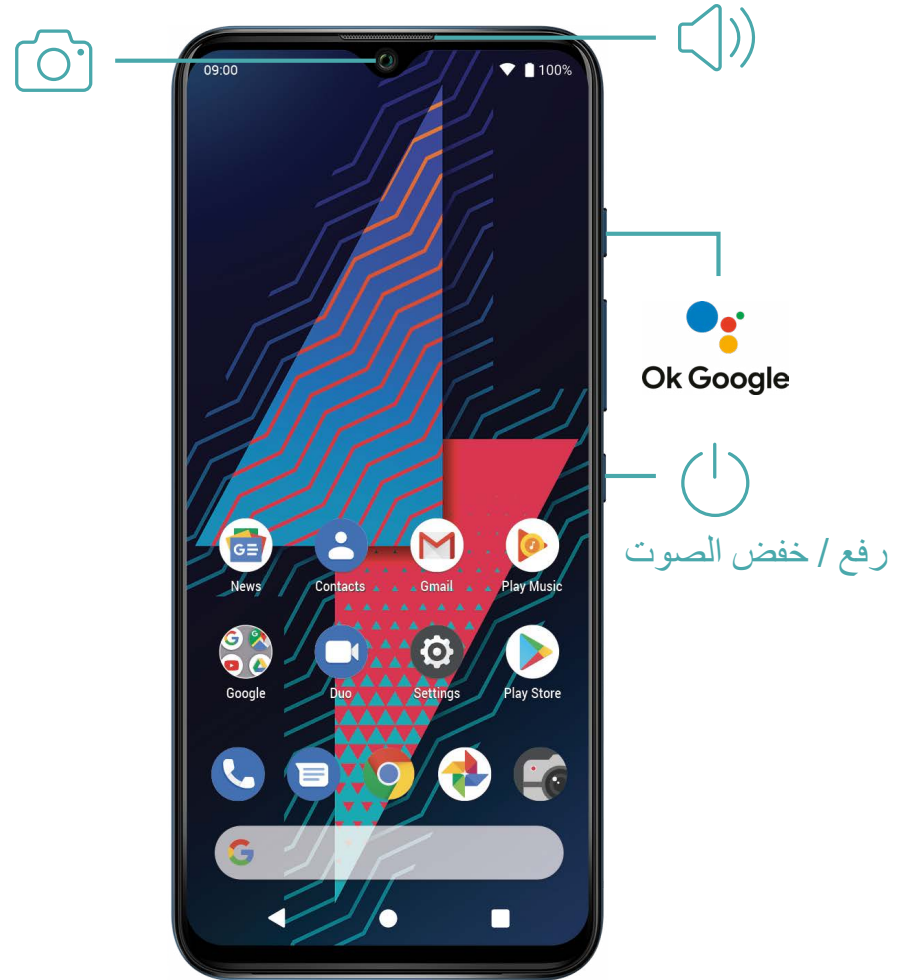 09:00
100%
Ok Google
رفع / خفض الصوت
News
Contacts
Gmail
Play Music
Google
Duo
Settings
Play Store